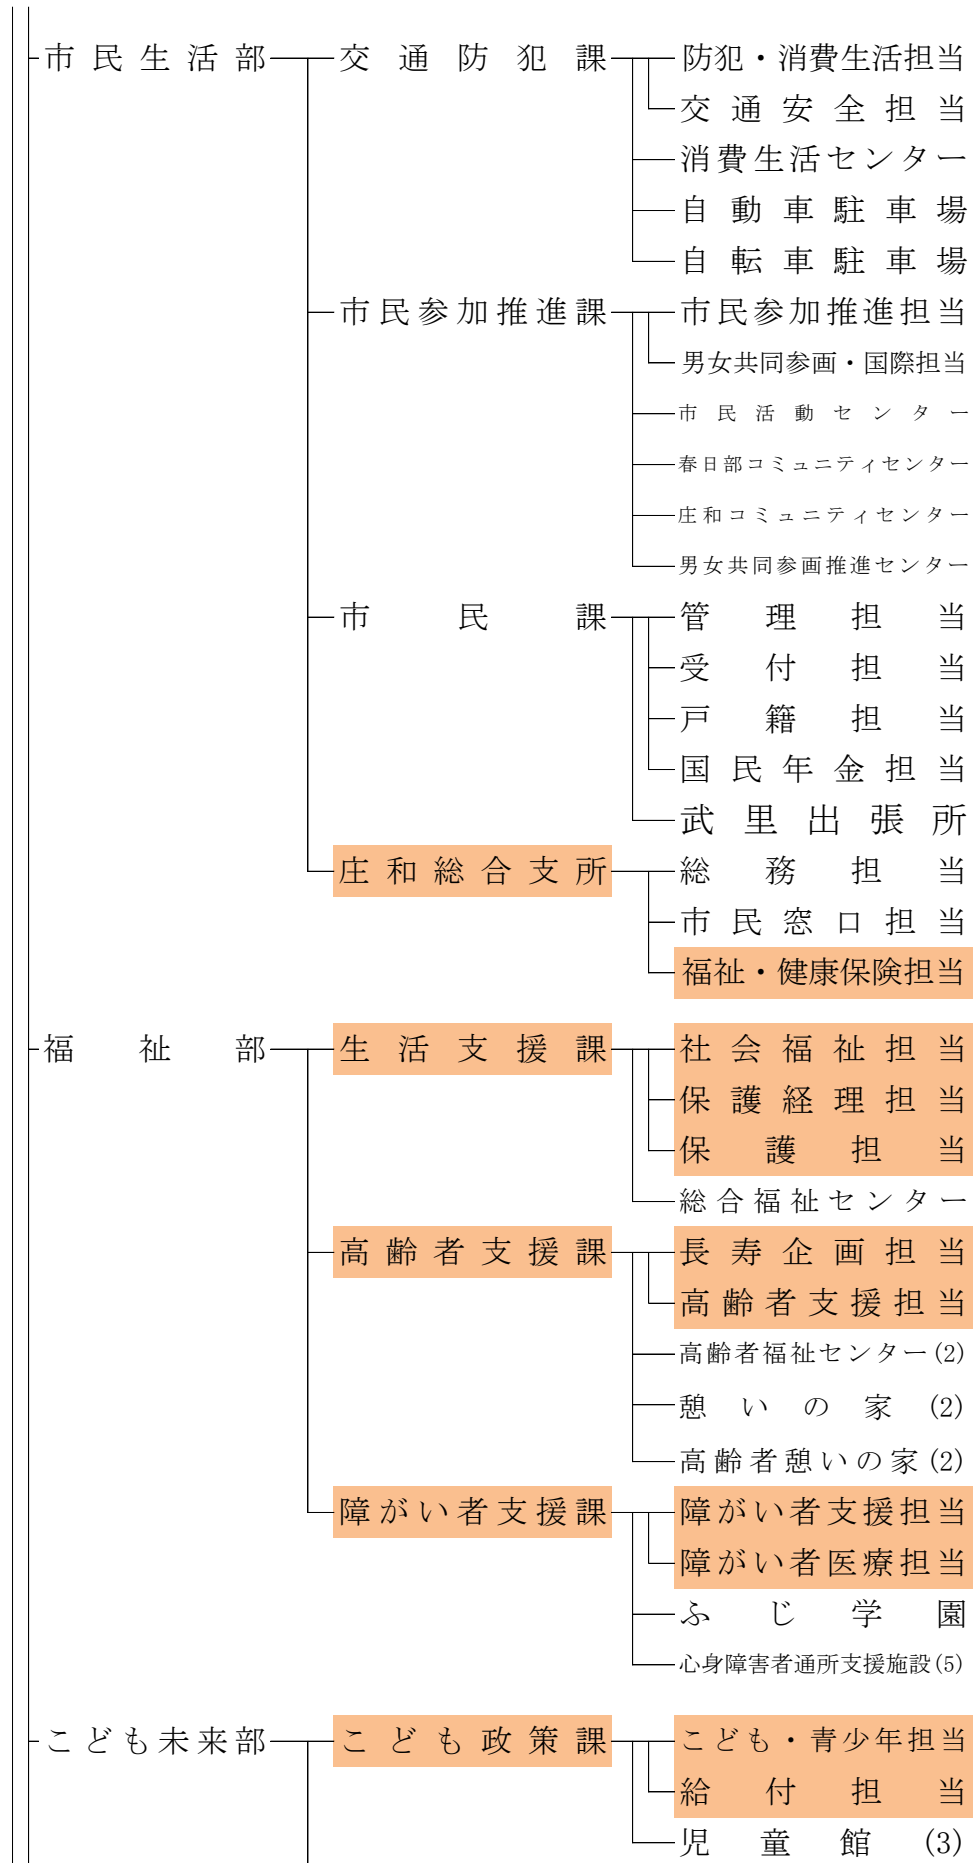 市民生活部 交通防犯課 防犯・消費生活担当
交通安全担当
消費生活センター
自動車駐車場
自転車駐車場
市民参加推進課 市民参加推進担当
男女共同参画・国際担当
市民活動センター
春日部コミュニティセンター
庄和コミュニティセンター
男女共同参画推進センター
市民課 管理担当
受付担当
戸籍担当
国民年金担当
武里出張所
庄和総合支所 総務担当
市民窓口担当
福祉・健康保険担当
福祉部 生活支援課 社会福祉担当
保護経理担当
保護担当
総合福祉センター
高齢者支援課 長寿企画担当
高齢者支援担当
高齢者福祉センター(2)
憩いの家(2)
高齢者憩いの家(2)
障がい者支援課 障がい者支援担当
障がい者医療担当
ふじ学園
心身障害者通所支援施設(5)
こども未来部 こども政策課 こども・青少年担当
給付担当
児童館(3)